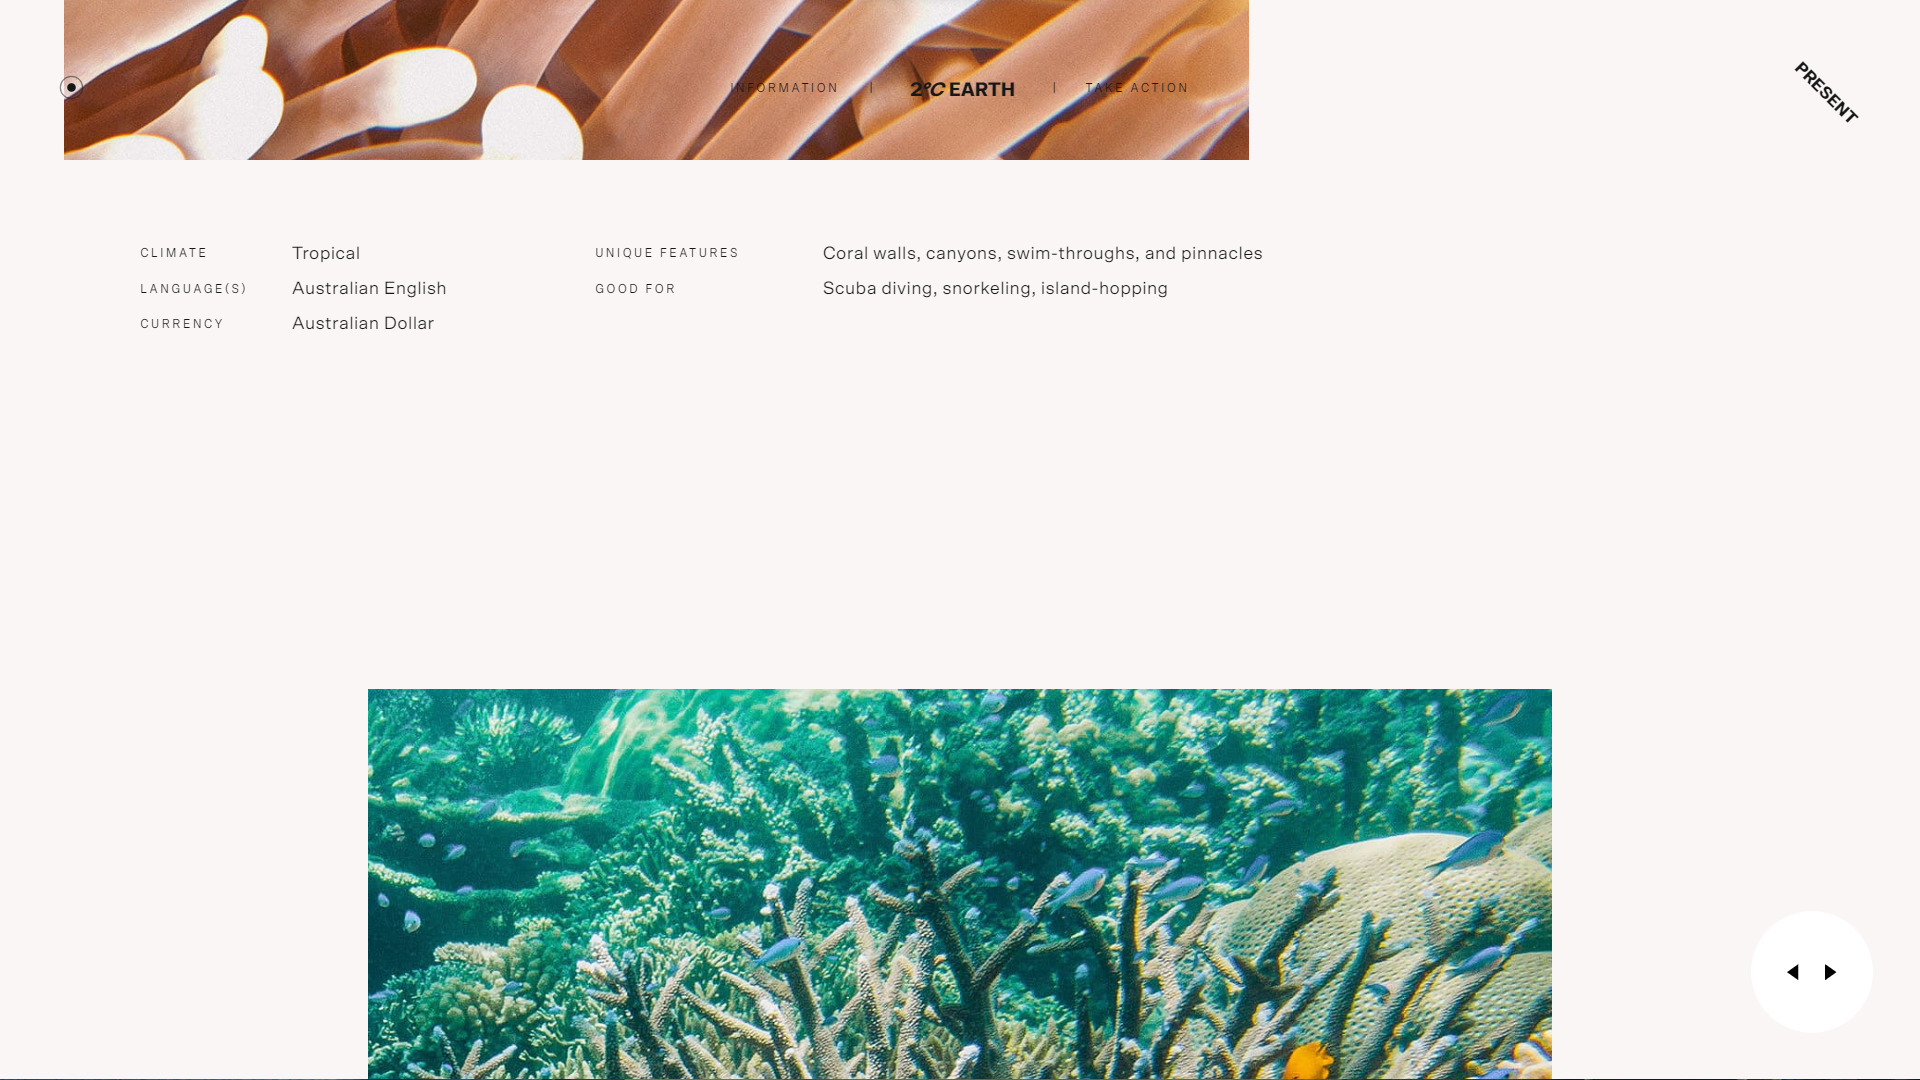 INFORMATION | 2°C EARTH | TAKE ACTION
PRESENT
CLIMATE Tropical
LANGUAGE(S) Australian English
CURRENCY Australian Dollar
UNIQUE FEATURES Coral walls, canyons, swim-throughs, and pinnacles
GOOD FOR Scuba diving, snorkeling, island-hopping